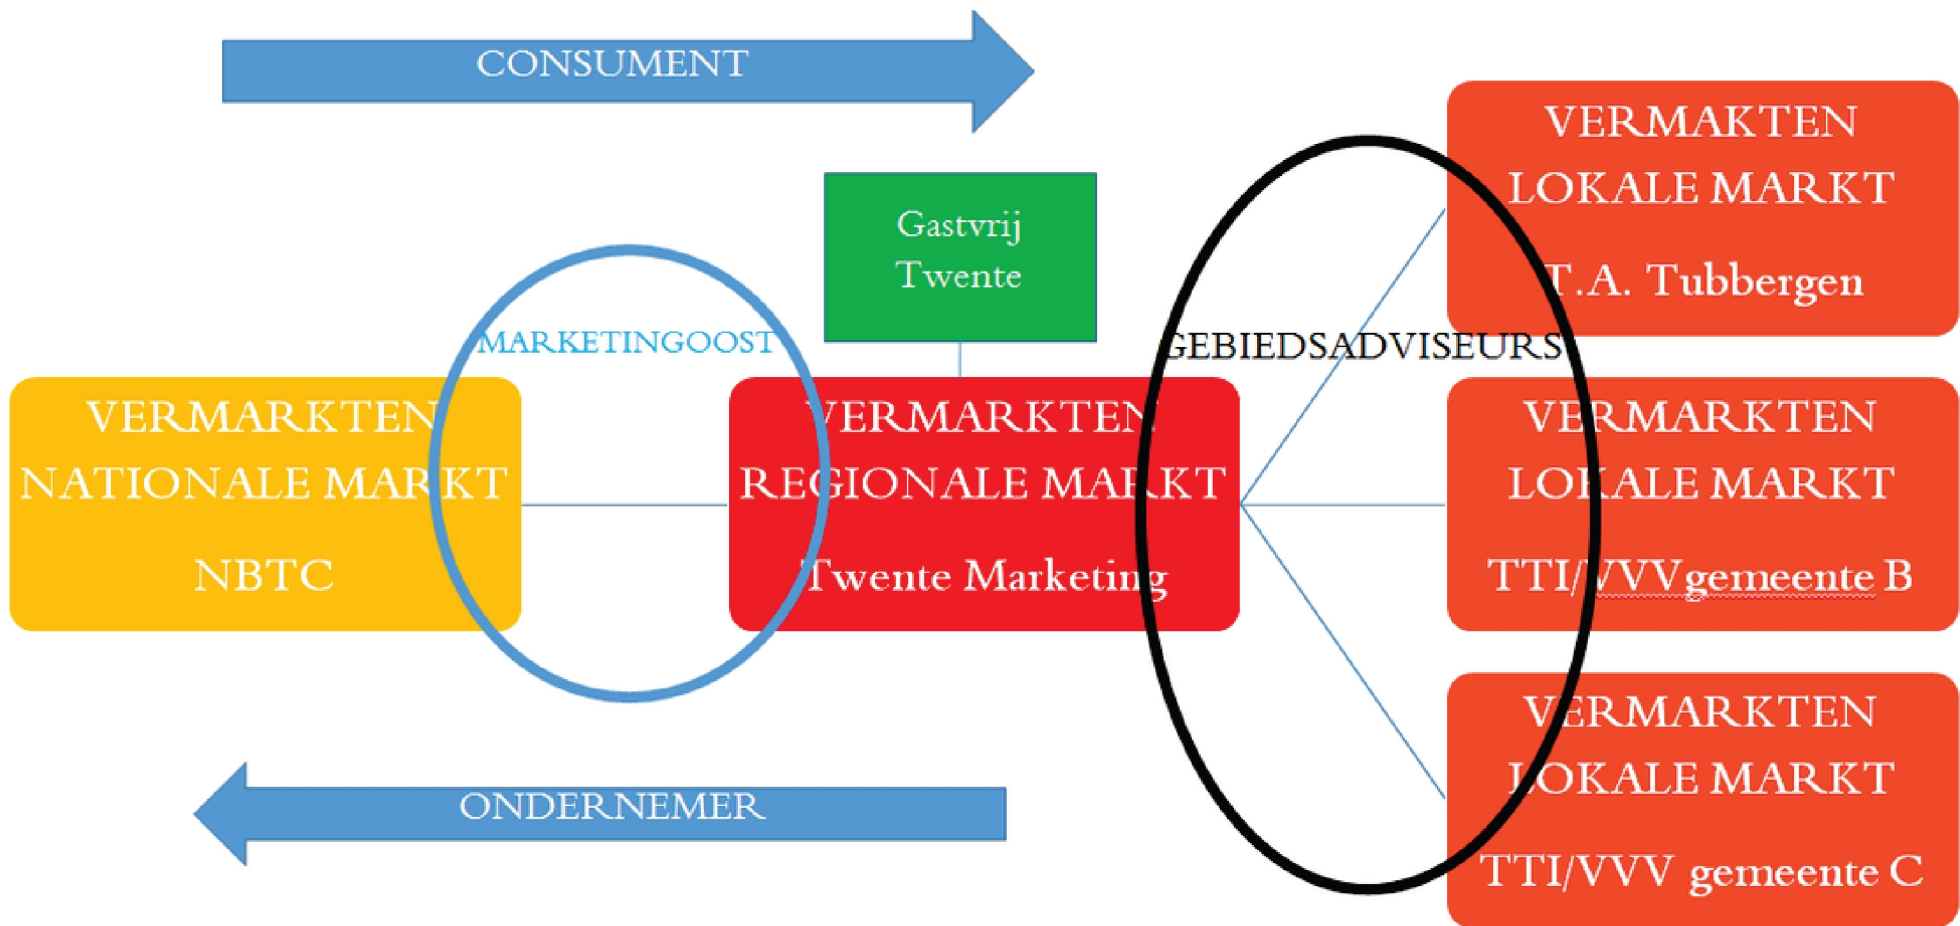 CONSUMENT
Gastvrij
Twente
MARKETINGOOST
GEBIEDSADVISEURS
VERMARKTEN
NATIONALE MARKT
NBTC
VERMARKTEN
REGIONALE MARKT
Twente Marketing
VERMAKTEN
LOKALE MARKT
T.A. Tubbergen
VERMARKTEN
LOKALE MARKT
TTI/VVVgemeente B
VERMARKTEN
LOKALE MARKT
TTI/VVV gemeente C
ONDERNEMER